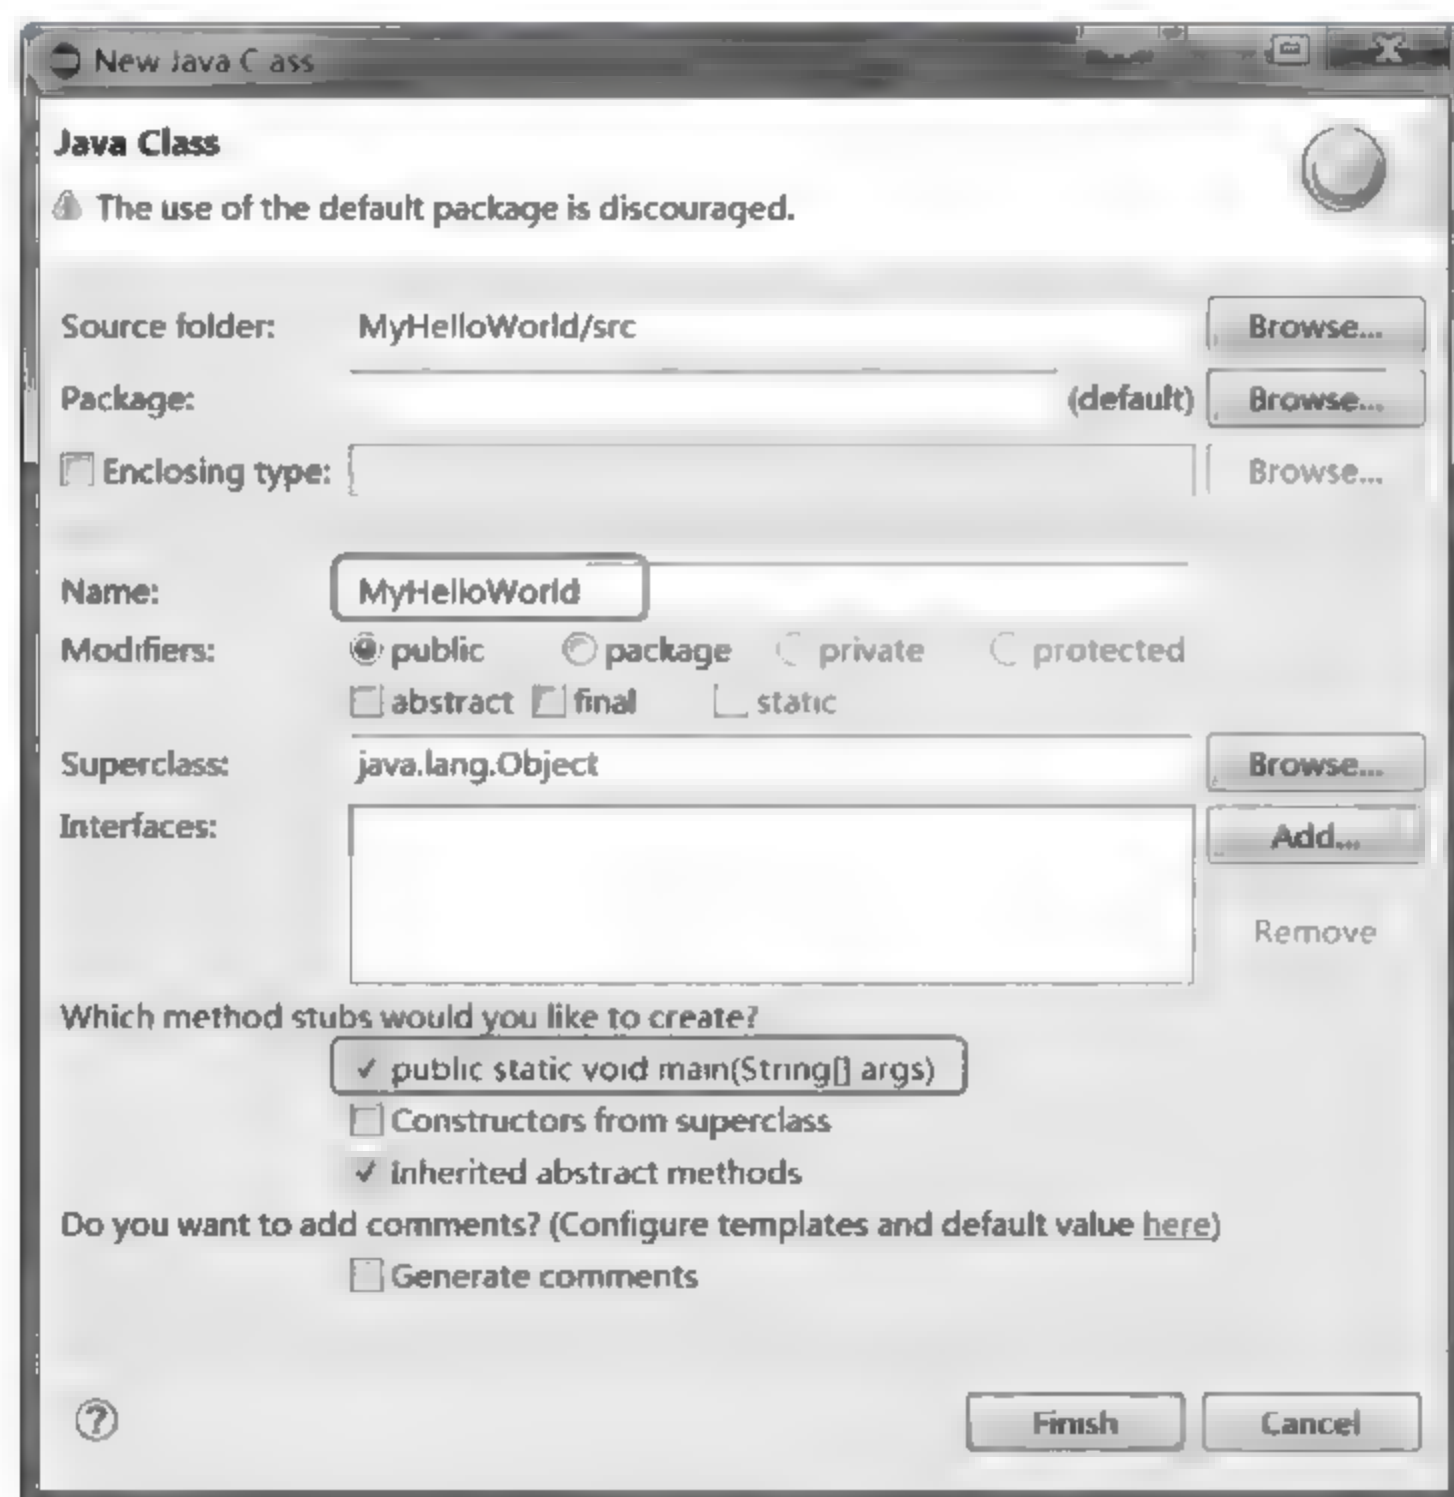 New Java Class
Java Class
The use of the default package is discouraged.
Source folder: MyHelloWorld/src Browse...
Package: (default) Browse...
Enclosing type: Browse...
Name: MyHelloWorld
Modifiers: public package private protected
abstract final static
Superclass: java.lang.Object Browse...
Interfaces: Add...
Remove
Which method stubs would you like to create?
public static void main(String[] args)
Constructors from superclass
Inherited abstract methods
Do you want to add comments? (Configure templates and default value here)
Generate comments
? Finish Cancel